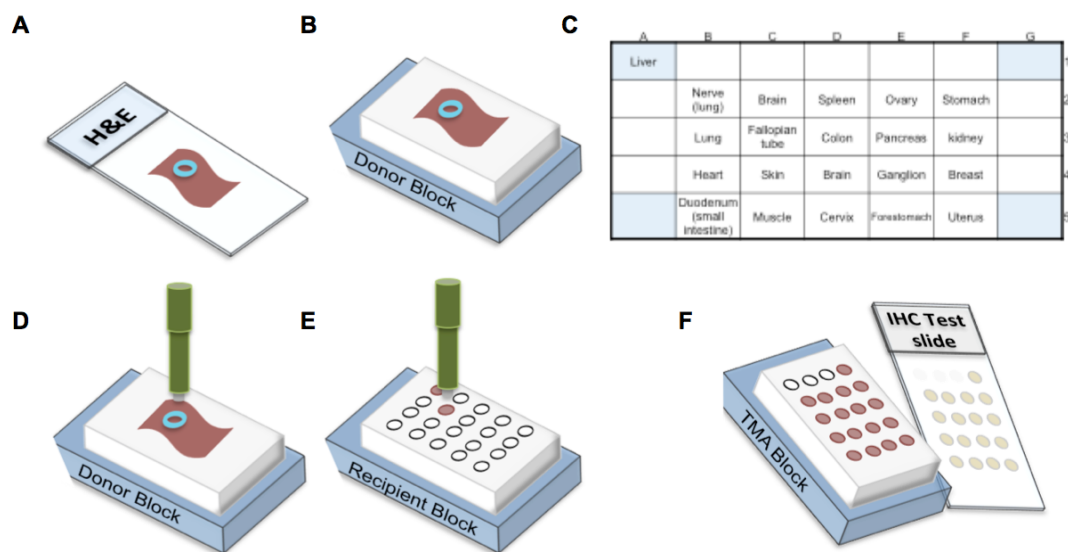 A
B
C
H&E
Donor Block
A B C D E F G
Liver 1
Nerve
(lung) Brain Spleen Ovary Stomach 2
Lung Fallopian
tube Colon Pancreas kidney 3
Heart Skin Brain Ganglion Breast 4
Duodenum
(small
intestine) Muscle Cervix Forestomach Uterus 5
D
E
F
Donor Block
Recipient Block
TMA Block
IHC Test
slide